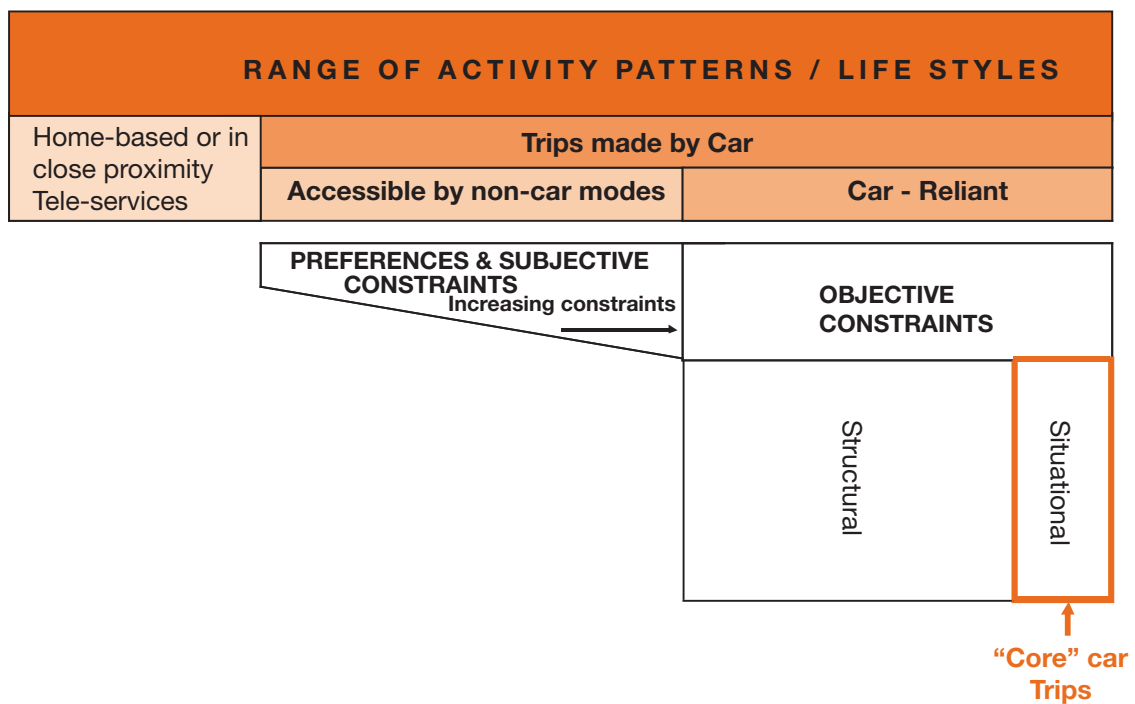 RANGE OF ACTIVITY PATTERNS / LIFE STYLES
Home-based or in
close proximity
Tele-services
Trips made by Car
Accessible by non-car modes
Car - Reliant
PREFERENCES & SUBJECTIVE
CONSTRAINTS
Increasing constraints
OBJECTIVE
CONSTRAINTS
Structural
Situational
“Core” car
Trips